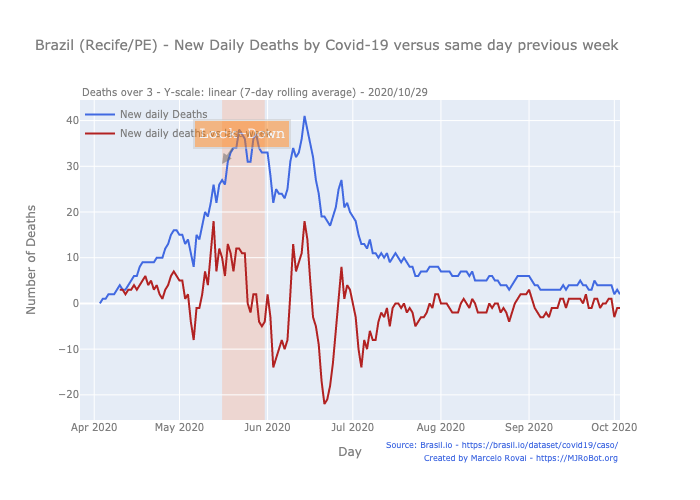 Brazil (Recife/PE) - New Daily Deaths by Covid-19 versus same day previous week
Deaths over 3 - Y-scale: linear (7-day rolling average) - 2020/10/29
New daily Deaths
New daily deaths
Lock Down
40
30
20
10
0
−10
−20
Number of Deaths
Apr 2020
May 2020
Jun 2020
Jul 2020
Aug 2020
Sep 2020
Oct 2020
Day
Source: Brasil.io - https://brasil.io/dataset/covid19/caso/
Created by Marcelo Rovai - https://MJRoBot.org